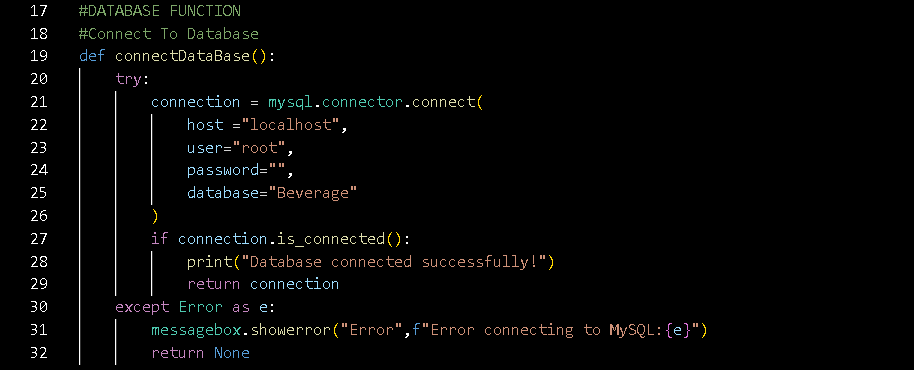 17 #DATABASE FUNCTION
18 #Connect To Database
19 def connectDataBase():
20     try:
21         connection = mysql.connector.connect(
22             host ="localhost",
23             user="root",
24             password="",
25             database="Beverage"
26         )
27         if connection.is_connected():
28             print("Database connected successfully!")
29             return connection
30     except Error as e:
31         messagebox.showerror("Error",f"Error connecting to MySQL:{e}")
32         return None